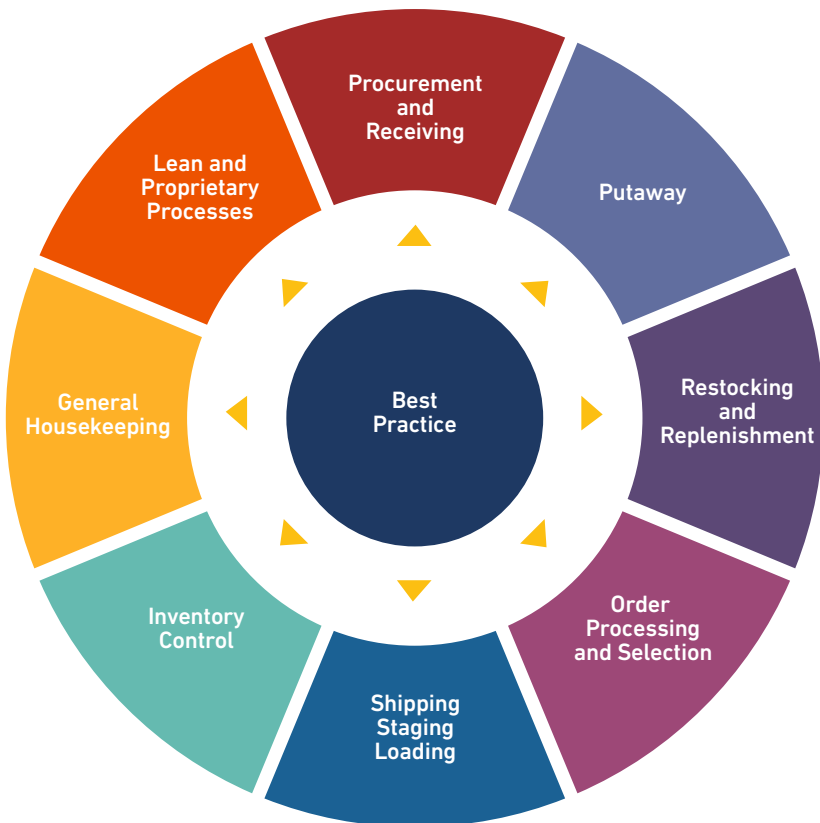 Procurement
and
Receiving
Putaway
Restocking
and
Replenishment
Order
Processing
and Selection
Shipping
Staging
Loading
Inventory
Control
General
Housekeeping
Lean and
Proprietary
Processes
Best
Practice